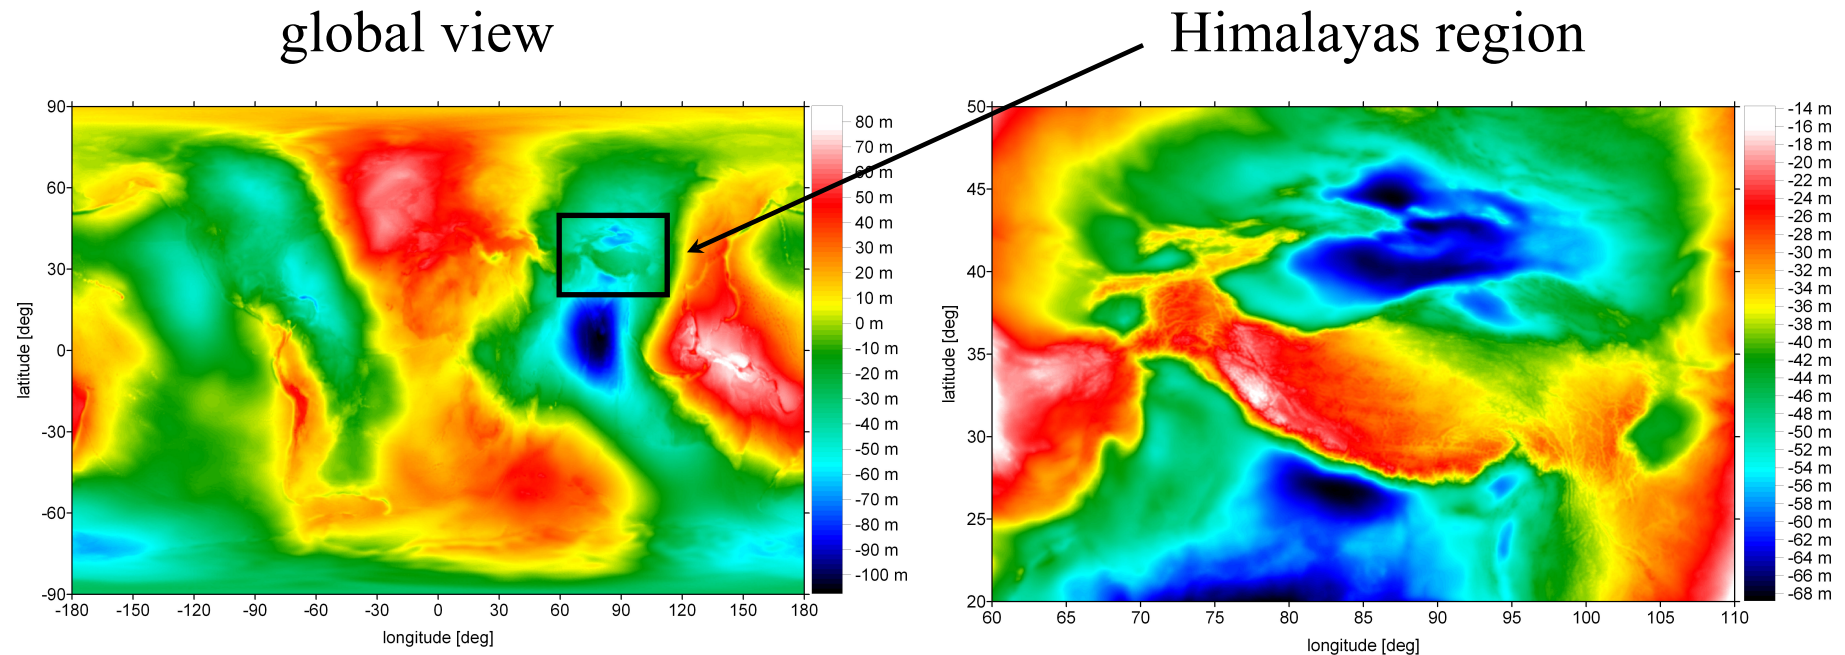 global view
Himalayas region
90
60
30
0
-30
-60
-90
latitude [deg]
-180 -150 -120 -90 -60 -30 0 30 60 90 120 150 180
longitude [deg]
80 m
70 m
60 m
50 m
40 m
30 m
20 m
10 m
0 m
-10 m
-20 m
-30 m
-40 m
-50 m
-60 m
-70 m
-80 m
-90 m
-100 m
50
45
40
35
30
25
20
latitude [deg]
60 65 70 75 80 85 90 95 100 105 110
longitude [deg]
-14 m
-16 m
-18 m
-20 m
-22 m
-24 m
-26 m
-28 m
-30 m
-32 m
-34 m
-36 m
-38 m
-40 m
-42 m
-44 m
-46 m
-48 m
-50 m
-52 m
-54 m
-56 m
-58 m
-60 m
-62 m
-64 m
-66 m
-68 m